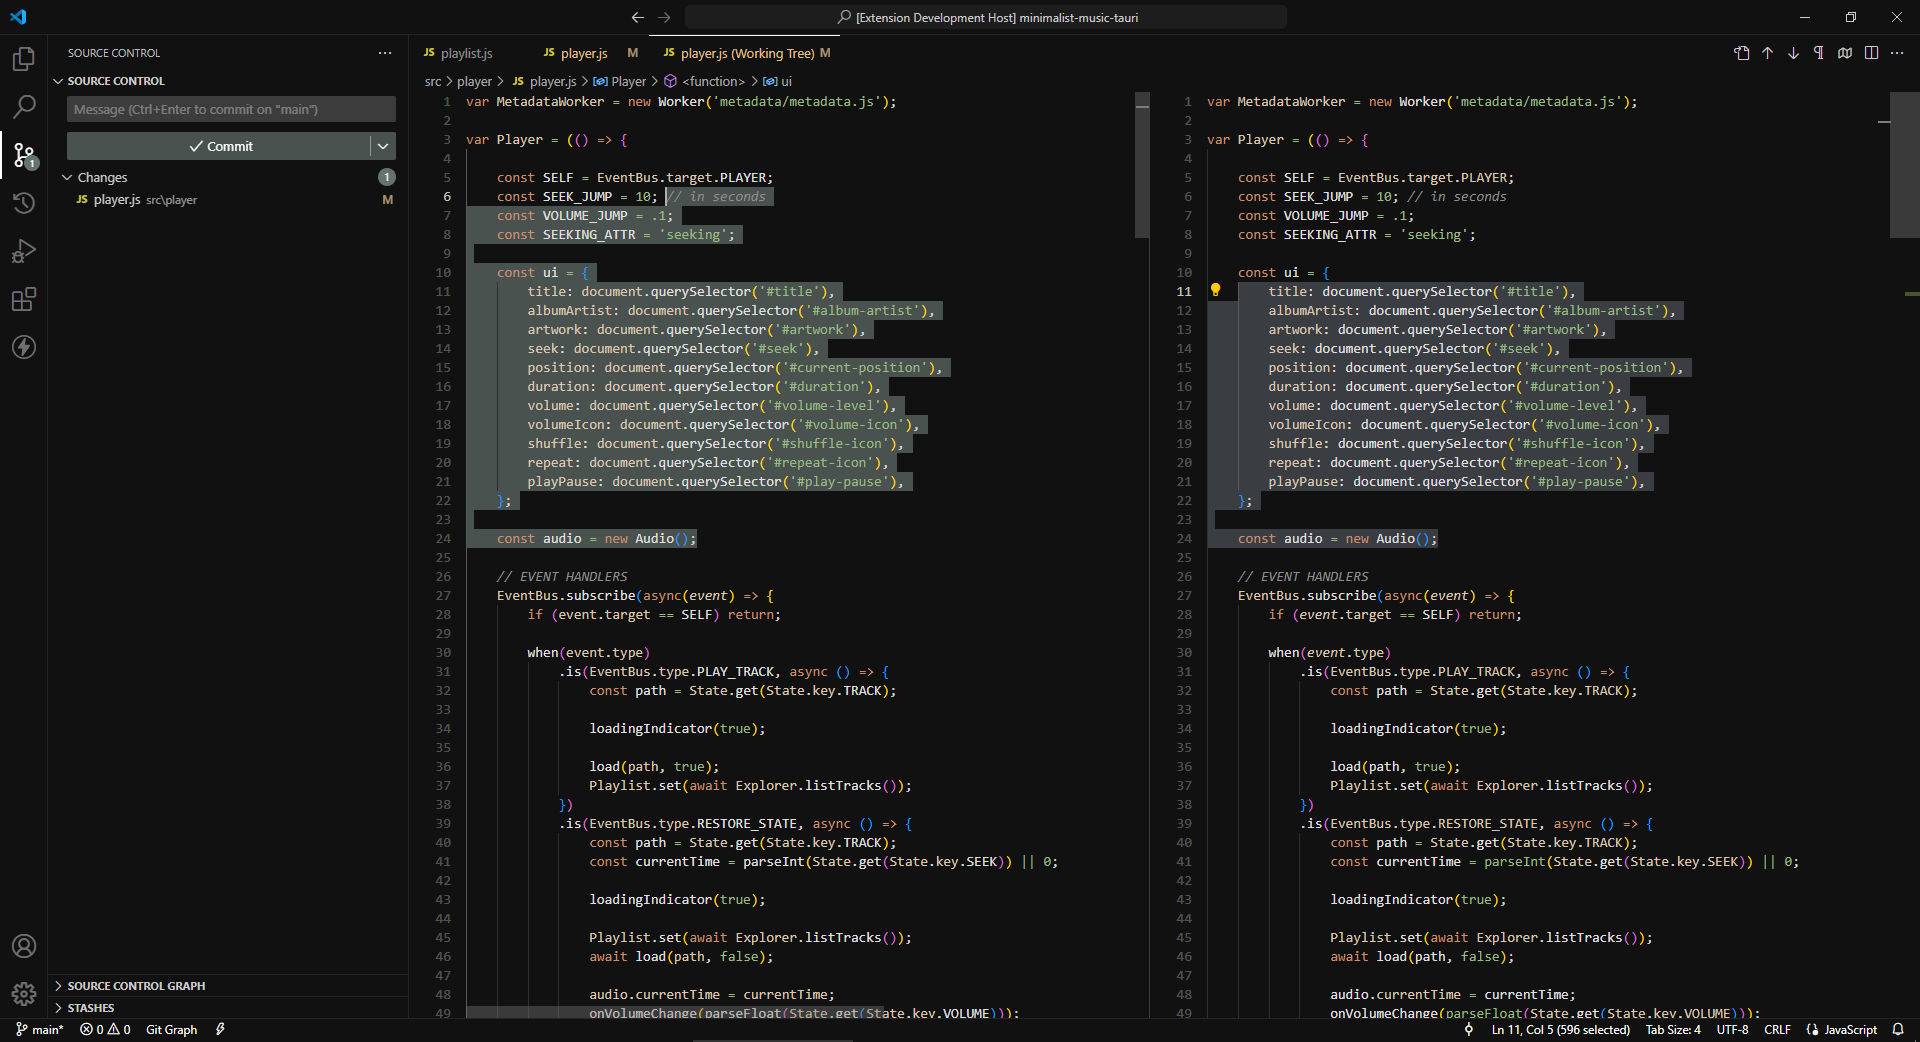 [Extension Development Host] minimalist-music-tauri
SOURCE CONTROL
SOURCE CONTROL
Message (Ctrl+Enter to commit on "main")
Commit
Changes 1
JS player.js src\player M
SOURCE CONTROL GRAPH
STASHES
1
JS playlist.js
JS player.js M
JS player.js (Working Tree) M
src > player > JS player.js > Player > <function> > ui
1 var MetadataWorker = new Worker('metadata/metadata.js');
2
3 var Player = (() => {
4
5 const SELF = EventBus.target.PLAYER;
6 const SEEK_JUMP = 10; // in seconds
7 const VOLUME_JUMP = .1;
8 const SEEKING_ATTR = 'seeking';
9
10 const ui = {
11 title: document.querySelector('#title'),
12 albumArtist: document.querySelector('#album-artist'),
13 artwork: document.querySelector('#artwork'),
14 seek: document.querySelector('#seek'),
15 position: document.querySelector('#current-position'),
16 duration: document.querySelector('#duration'),
17 volume: document.querySelector('#volume-level'),
18 volumeIcon: document.querySelector('#volume-icon'),
19 shuffle: document.querySelector('#shuffle-icon'),
20 repeat: document.querySelector('#repeat-icon'),
21 playPause: document.querySelector('#play-pause'),
22 };
23
24 const audio = new Audio();
25
26 // EVENT HANDLERS
27 EventBus.subscribe(async(event) => {
28 if (event.target == SELF) return;
29
30 when(event.type)
31 .is(EventBus.type.PLAY_TRACK, async () => {
32 const path = State.get(State.key.TRACK);
33
34 loadingIndicator(true);
35
36 load(path, true);
37 Playlist.set(await Explorer.listTracks());
38 })
39 .is(EventBus.type.RESTORE_STATE, async () => {
40 const path = State.get(State.key.TRACK);
41 const currentTime = parseInt(State.get(State.key.SEEK)) || 0;
42
43 loadingIndicator(true);
44
45 Playlist.set(await Explorer.listTracks());
46 await load(path, false);
47
48 audio.currentTime = currentTime;
49 onVolumeChange(parseFloat(State.get(State.key.VOLUME)));
1 var MetadataWorker = new Worker('metadata/metadata.js');
2
3 var Player = (() => {
4
5 const SELF = EventBus.target.PLAYER;
6 const SEEK_JUMP = 10; // in seconds
7 const VOLUME_JUMP = .1;
8 const SEEKING_ATTR = 'seeking';
9
10 const ui = {
11 title: document.querySelector('#title'),
12 albumArtist: document.querySelector('#album-artist'),
13 artwork: document.querySelector('#artwork'),
14 seek: document.querySelector('#seek'),
15 position: document.querySelector('#current-position'),
16 duration: document.querySelector('#duration'),
17 volume: document.querySelector('#volume-level'),
18 volumeIcon: document.querySelector('#volume-icon'),
19 shuffle: document.querySelector('#shuffle-icon'),
20 repeat: document.querySelector('#repeat-icon'),
21 playPause: document.querySelector('#play-pause'),
22 };
23
24 const audio = new Audio();
25
26 // EVENT HANDLERS
27 EventBus.subscribe(async(event) => {
28 if (event.target == SELF) return;
29
30 when(event.type)
31 .is(EventBus.type.PLAY_TRACK, async () => {
32 const path = State.get(State.key.TRACK);
33
34 loadingIndicator(true);
35
36 load(path, true);
37 Playlist.set(await Explorer.listTracks());
38 })
39 .is(EventBus.type.RESTORE_STATE, async () => {
40 const path = State.get(State.key.TRACK);
41 const currentTime = parseInt(State.get(State.key.SEEK)) || 0;
42
43 loadingIndicator(true);
44
45 Playlist.set(await Explorer.listTracks());
46 await load(path, false);
47
48 audio.currentTime = currentTime;
49 onVolumeChange(parseFloat(State.get(State.key.VOLUME)));
main* 0 0 Git Graph
Ln 11, Col 5 (596 selected) Tab Size: 4 UTF-8 CRLF JavaScript